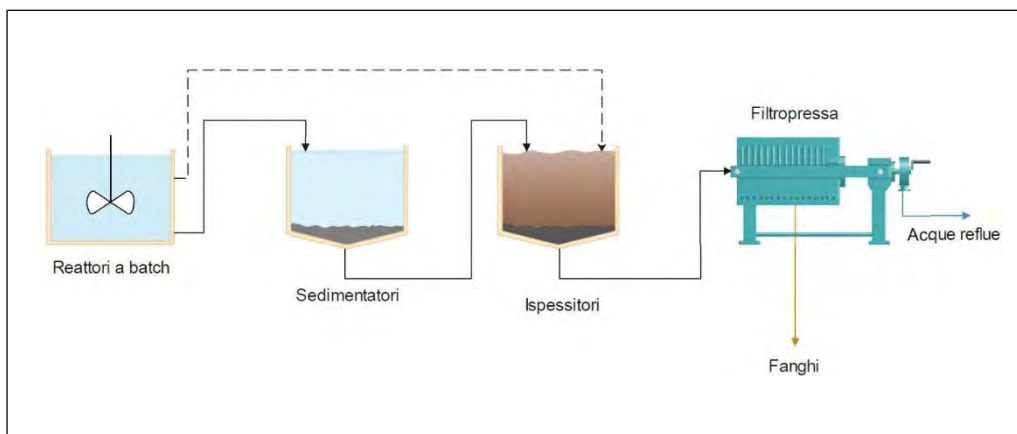 Filtropressa
Acque reflue
Reattori a batch
Sedimentatori
Ispessitori
Fanghi